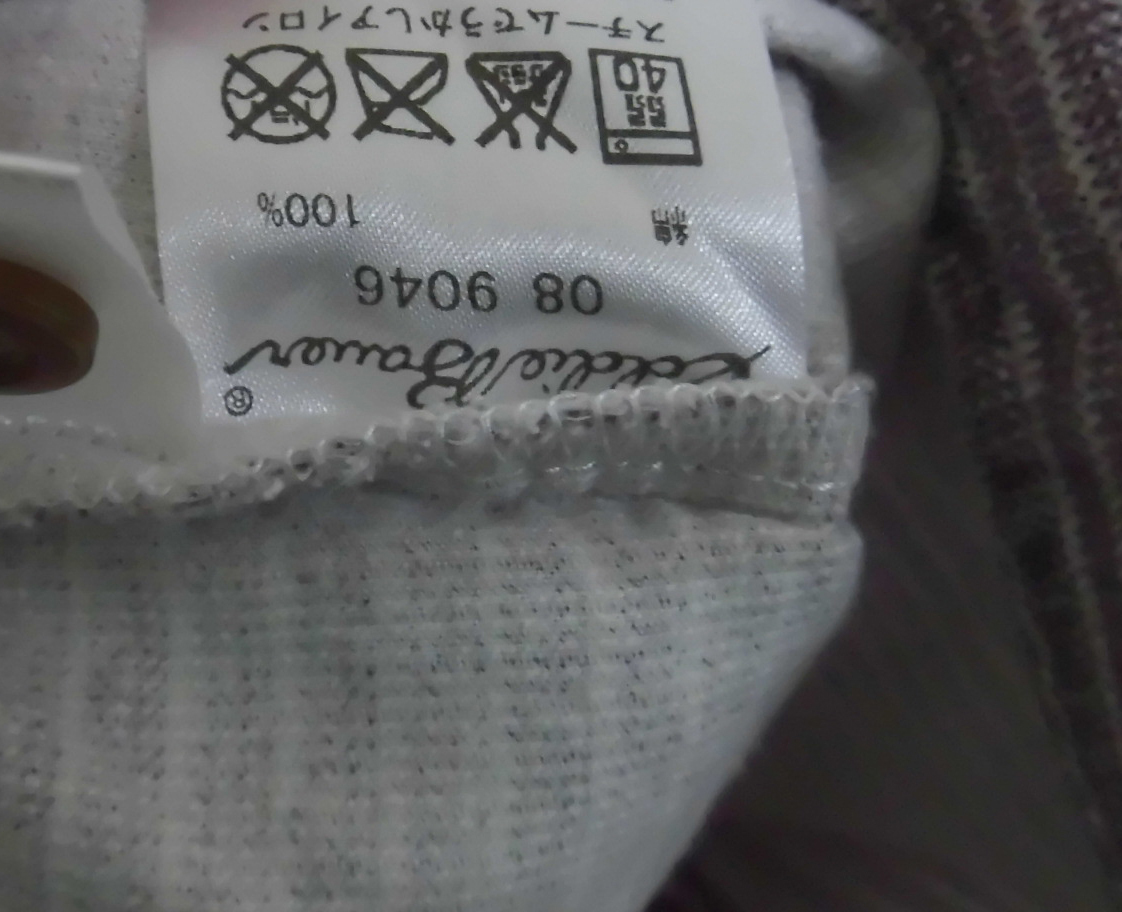 Eddie Bauer®
08 9046
綿 100%
弱
40
スチームでうかしアイロン